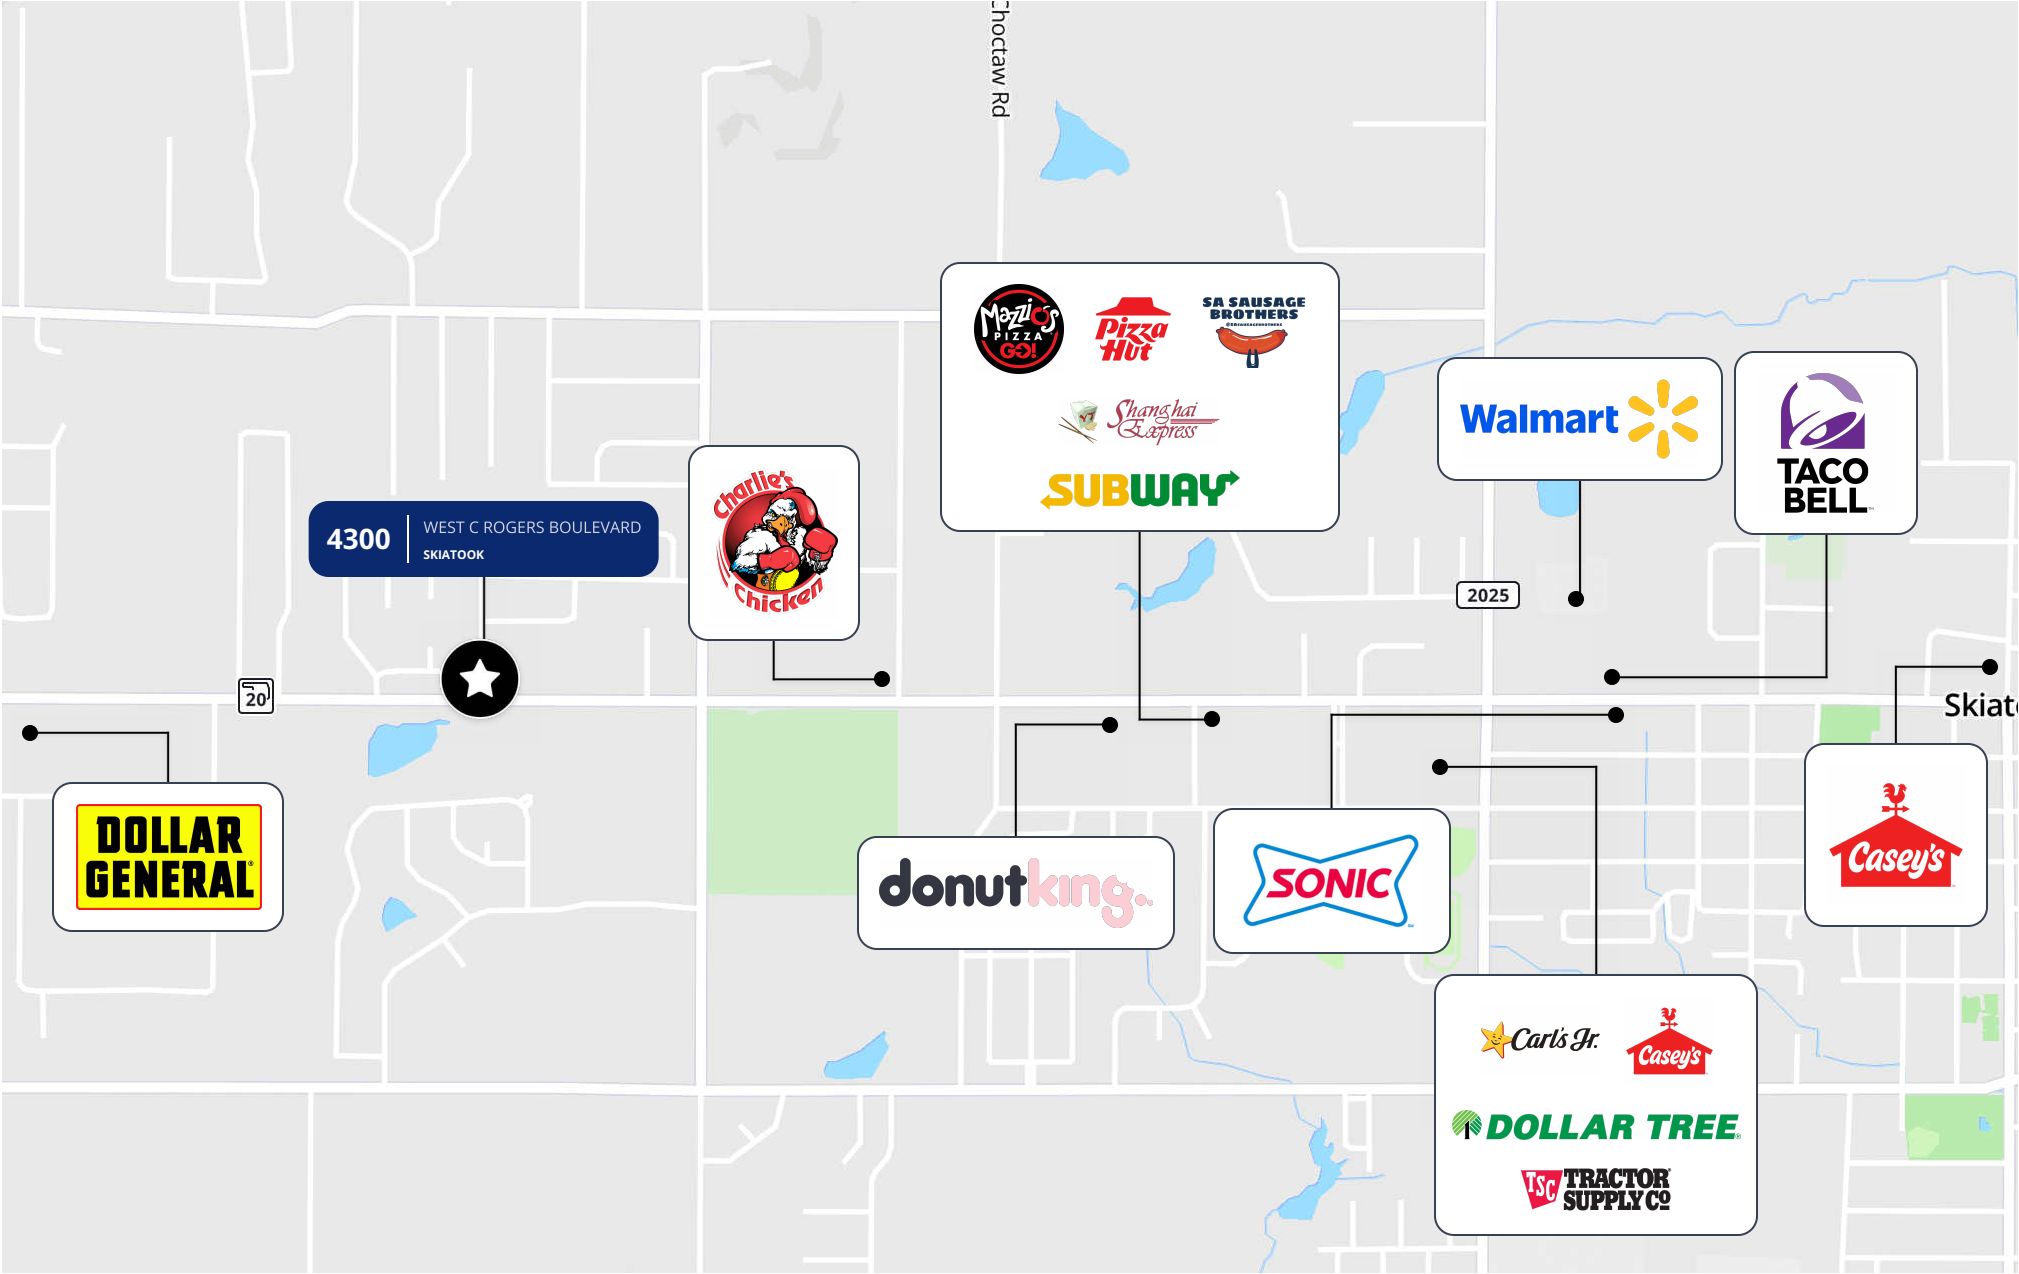 Choctaw Rd
Mazzio's
PIZZA
GO!
Pizza
Hut
SA SAUSAGE
BROTHERS
@SASAUSAGEBROTHERS
Shanghai
Express
SUBWAY
Walmart
TACO
BELL
Charlie's
Chicken
4300
WEST C ROGERS BOULEVARD
SKIATOOK
2025
20
Skiato
DOLLAR
GENERAL
donutking.
SONIC
Casey's
Carl's Jr.
Casey's
DOLLAR TREE
TSC
TRACTOR
SUPPLY CO